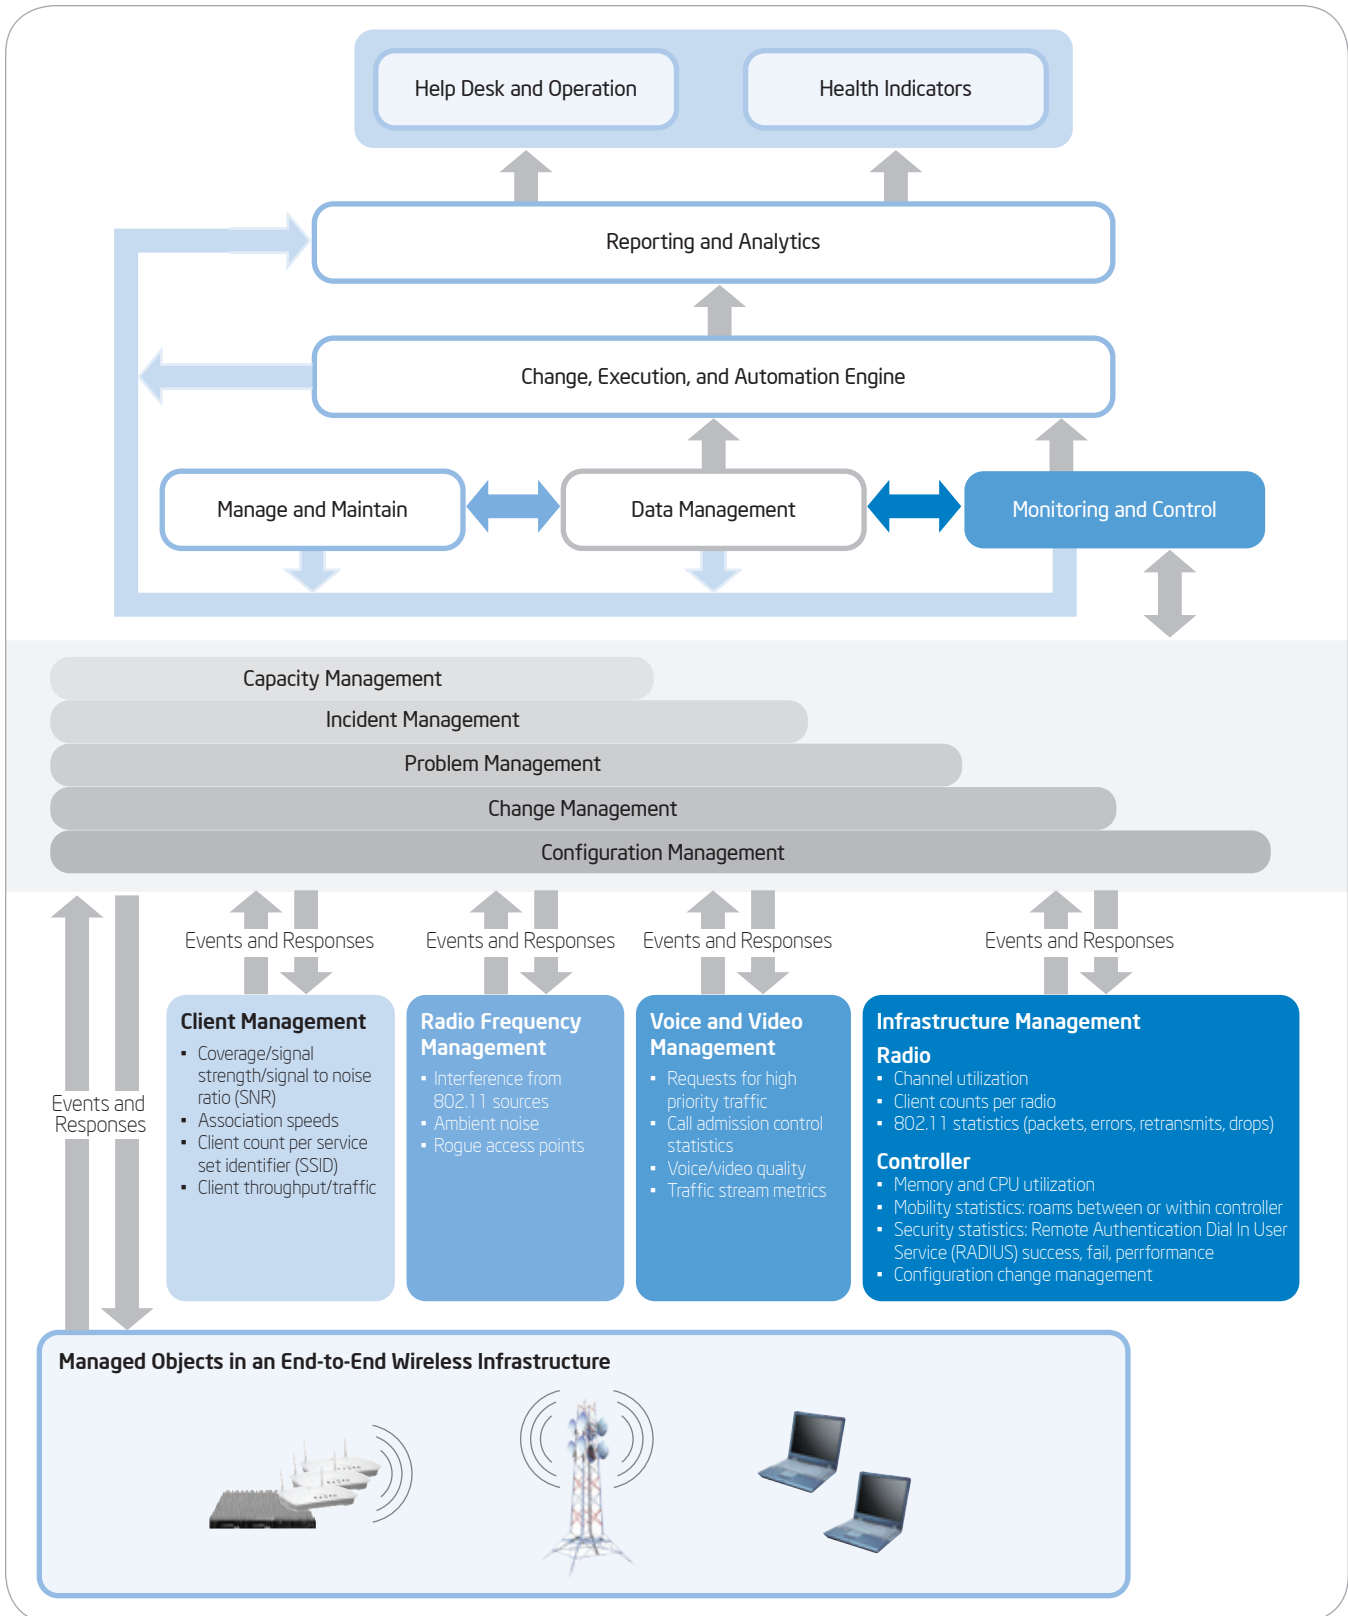 Help Desk and Operation
Health Indicators
Reporting and Analytics
Change, Execution, and Automation Engine
Manage and Maintain
Data Management
Monitoring and Control
Capacity Management
Incident Management
Problem Management
Change Management
Configuration Management
Events and Responses
Events and Responses
Events and Responses
Events and Responses
Events and
Responses
Client Management
▪ Coverage/signal
strength/signal to noise
ratio (SNR)
▪ Association speeds
▪ Client count per service
set identifier (SSID)
▪ Client throughput/traffic
Radio Frequency
Management
▪ Interference from
802.11 sources
▪ Ambient noise
▪ Rogue access points
Voice and Video
Management
▪ Requests for high
priority traffic
▪ Call admission control
statistics
▪ Voice/video quality
▪ Traffic stream metrics
Infrastructure Management
Radio
▪ Channel utilization
▪ Client counts per radio
▪ 802.11 statistics (packets, errors, retransmits, drops)
Controller
▪ Memory and CPU utilization
▪ Mobility statistics: roams between or within controller
▪ Security statistics: Remote Authentication Dial In User
Service (RADIUS) success, fail, perrformance
▪ Configuration change management
Managed Objects in an End-to-End Wireless Infrastructure